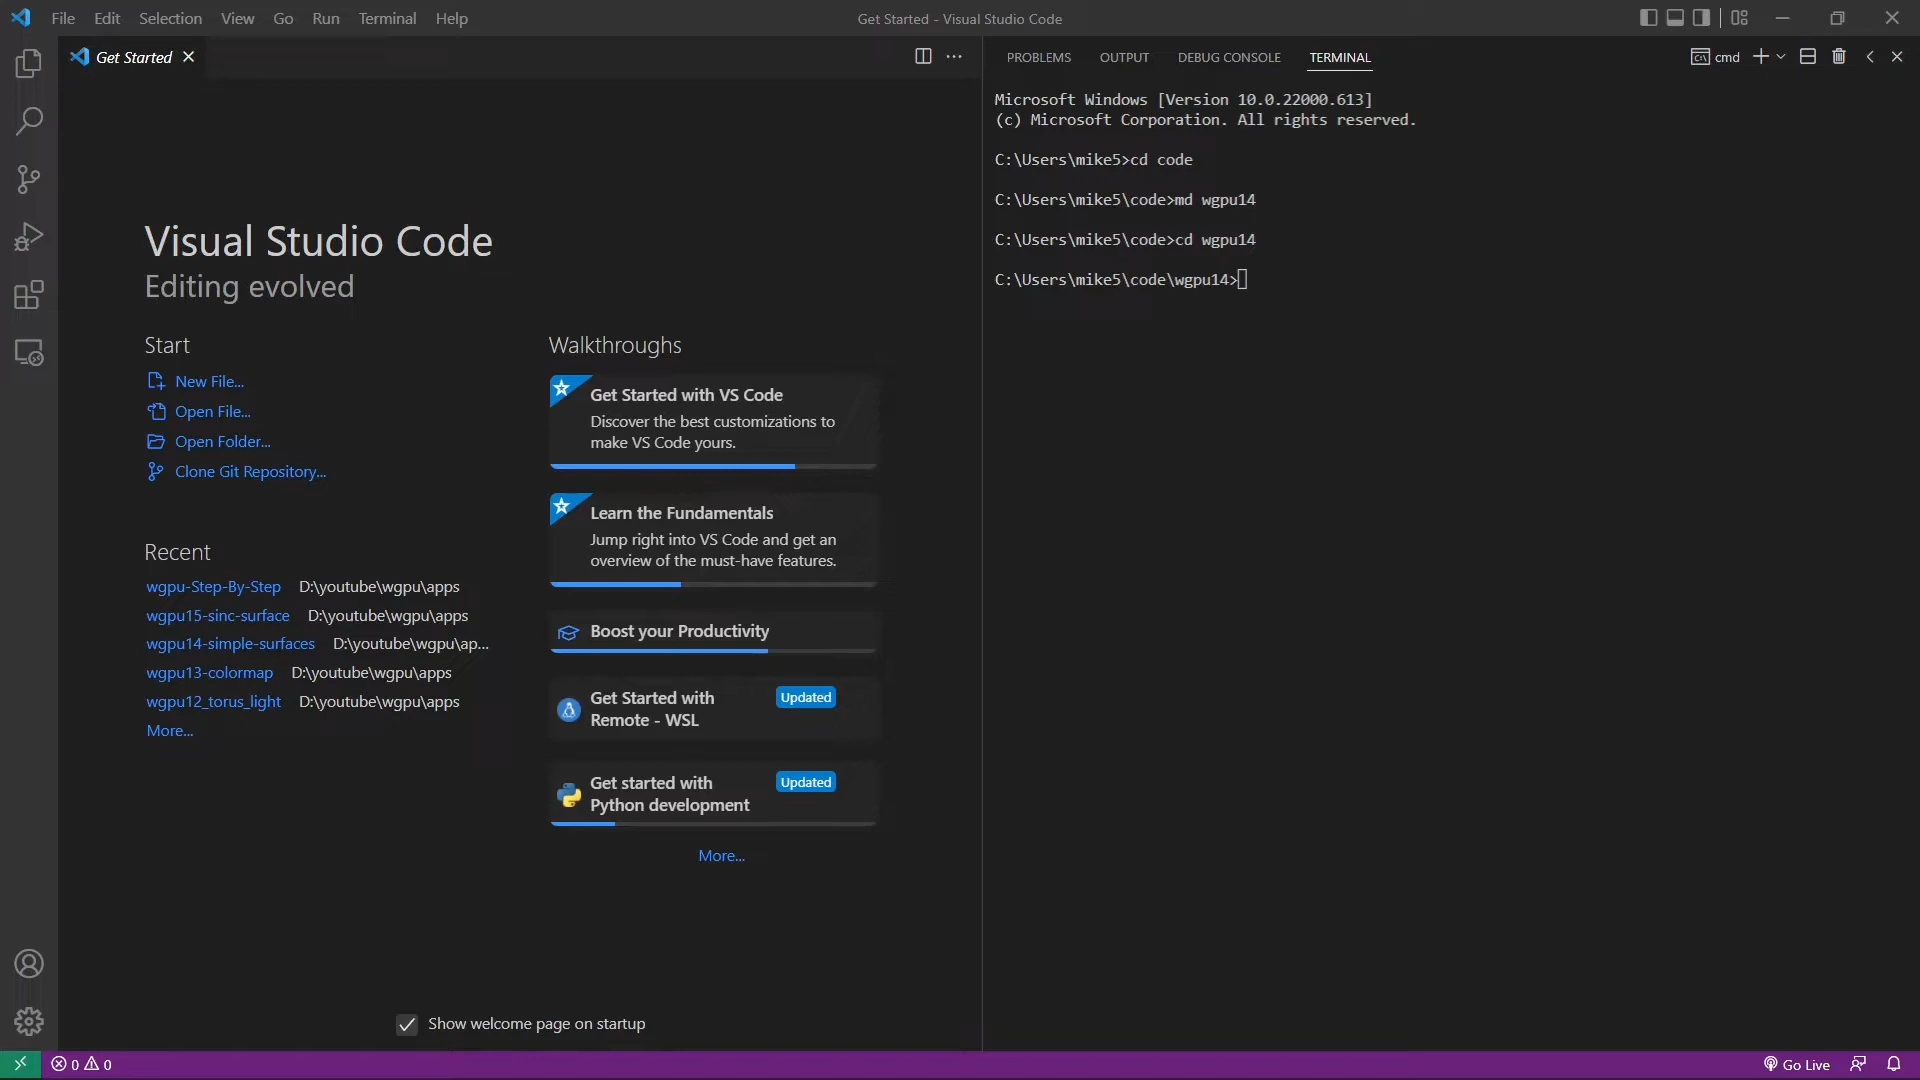 File Edit Selection View Go Run Terminal Help
Get Started - Visual Studio Code
Get Started
PROBLEMS OUTPUT DEBUG CONSOLE TERMINAL
cmd
Microsoft Windows [Version 10.0.22000.613]
(c) Microsoft Corporation. All rights reserved.
C:\Users\mike5>cd code
C:\Users\mike5\code>md wgpu14
C:\Users\mike5\code>cd wgpu14
C:\Users\mike5\code\wgpu14>
Visual Studio Code
Editing evolved
Start
New File...
Open File...
Open Folder...
Clone Git Repository...
Recent
wgpu-Step-By-Step D:\youtube\wgpu\apps
wgpu15-sinc-surface D:\youtube\wgpu\apps
wgpu14-simple-surfaces D:\youtube\wgpu\ap...
wgpu13-colormap D:\youtube\wgpu\apps
wgpu12_torus_light D:\youtube\wgpu\apps
More...
Walkthroughs
Get Started with VS Code
Discover the best customizations to
make VS Code yours.
Learn the Fundamentals
Jump right into VS Code and get an
overview of the must-have features.
Boost your Productivity
Get Started with
Remote - WSL
Updated
Get started with
Python development
Updated
More...
Show welcome page on startup
0 0
Go Live